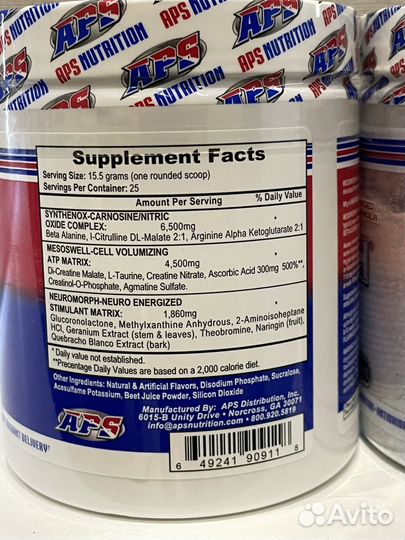 APS NUTRITION
APS
APS NUTRITION
APS
Supplement Facts
Serving Size: 15.5 grams (one rounded scoop)
Servings Per Container: 25
Amount Per Serving % Daily Value
SYNTHENOX-CARNOSINE/NITRIC *
OXIDE COMPLEX: 6,500mg
Beta Alanine, l-Citrulline DL-Malate 2:1, Arginine Alpha Ketoglutarate 2:1
MESOSWELL-CELL VOLUMIZING *
ATP MATRIX: 4,500mg
Di-Creatine Malate, L-Taurine, Creatine Nitrate, Ascorbic Acid 300mg 500%**,
Creatinol-O-Phosphate, Agmatine Sulfate.
NEUROMORPH-NEURO ENERGIZED *
STIMULANT MATRIX: 1,860mg
Glucoronolactone, Methylxanthine Anhydrous, 2-Aminoisoheptane
HCl, Geranium Extract (stem & leaves), Theobromine, Naringin (fruit),
Quebracho Blanco Extract (bark)
* Daily value not established.
**Precentage Daily Values are based on a 2,000 calorie diet.
Other Ingredients: Natural & Artificial Flavors, Disodium Phosphate, Sucralose,
Acesulfame Potassium, Beet Juice Powder, Silicon Dioxide
Manufactured By: APS Distribution, Inc.
6015-B Unity Drive • Norcross, GA 30071
info@apsnutrition.com • 800.920.5819
APS
DELIVERY†
6 49241 90911 8
Avito